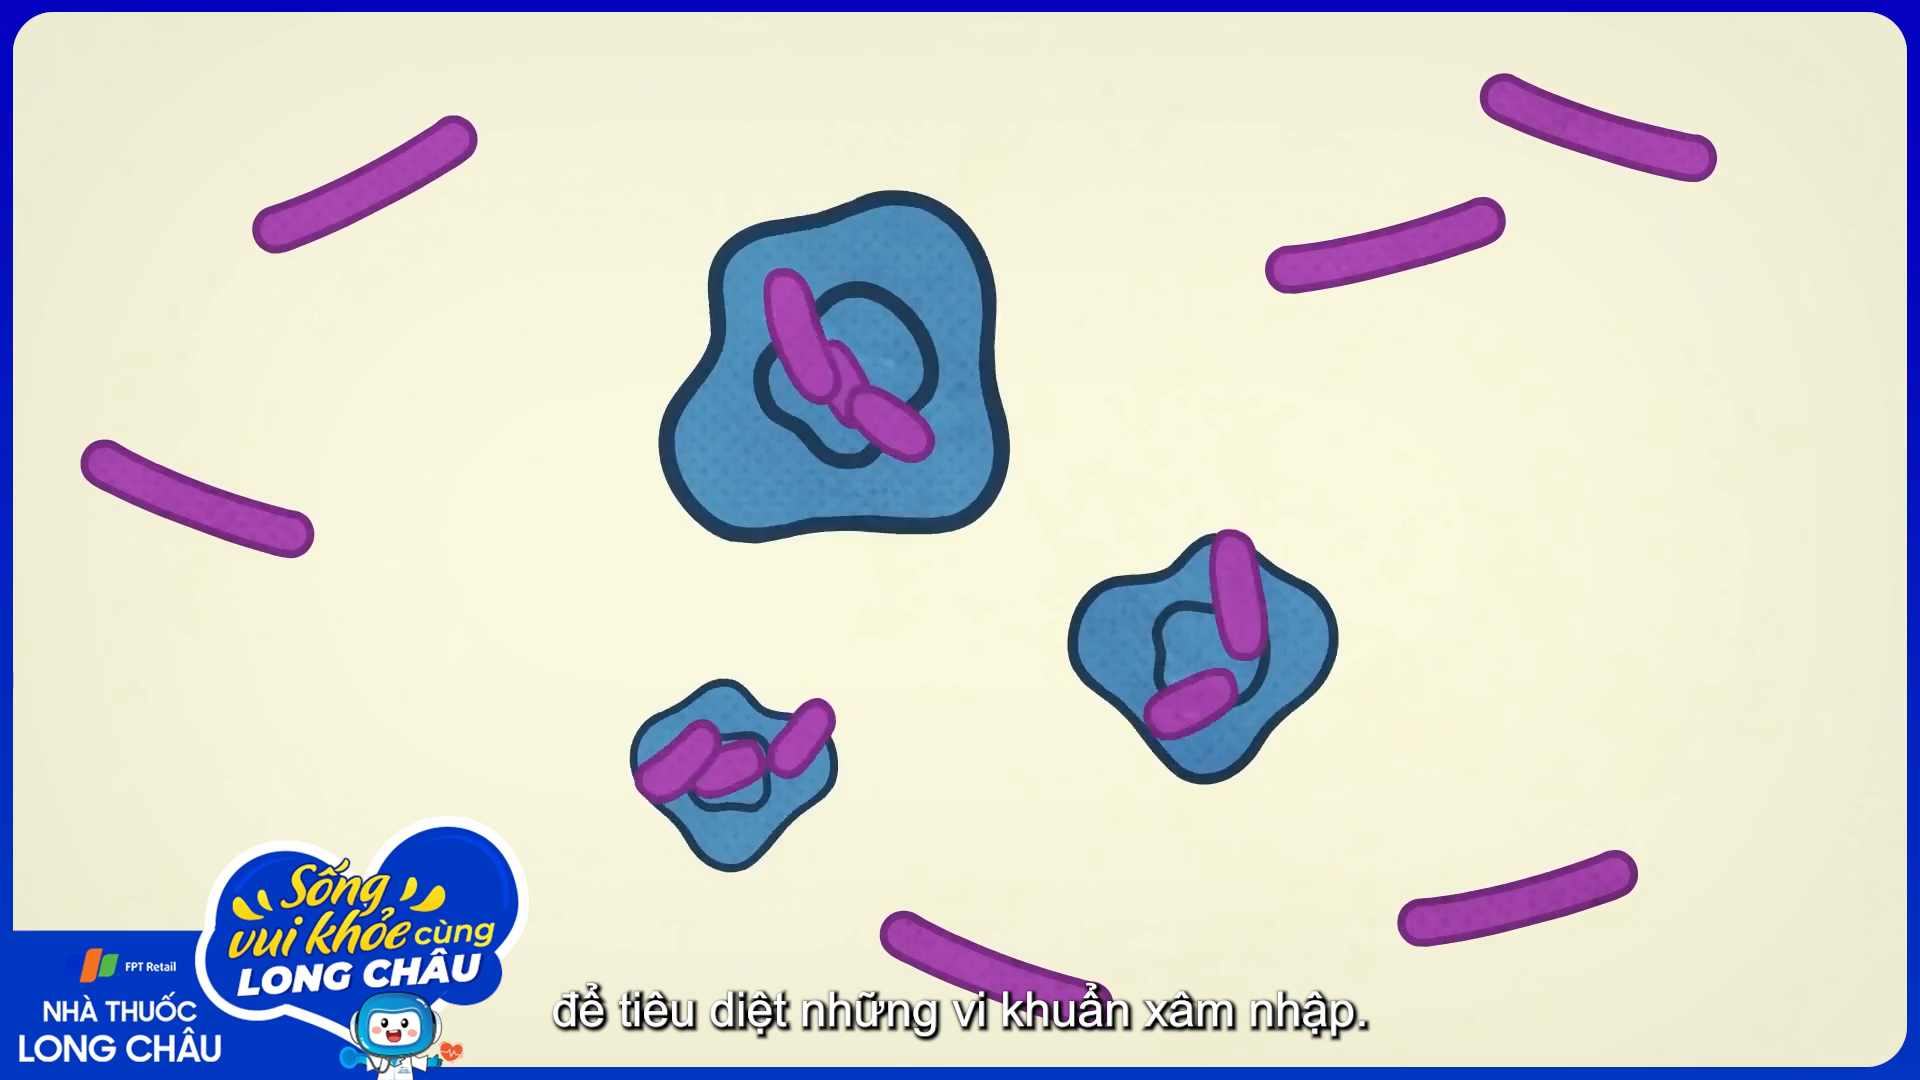 Sống
vui khỏe cùng
LONG CHÂU
FPT Retail
NHÀ THUỐC
LONG CHÂU
để tiêu diệt những vi khuẩn xâm nhập.